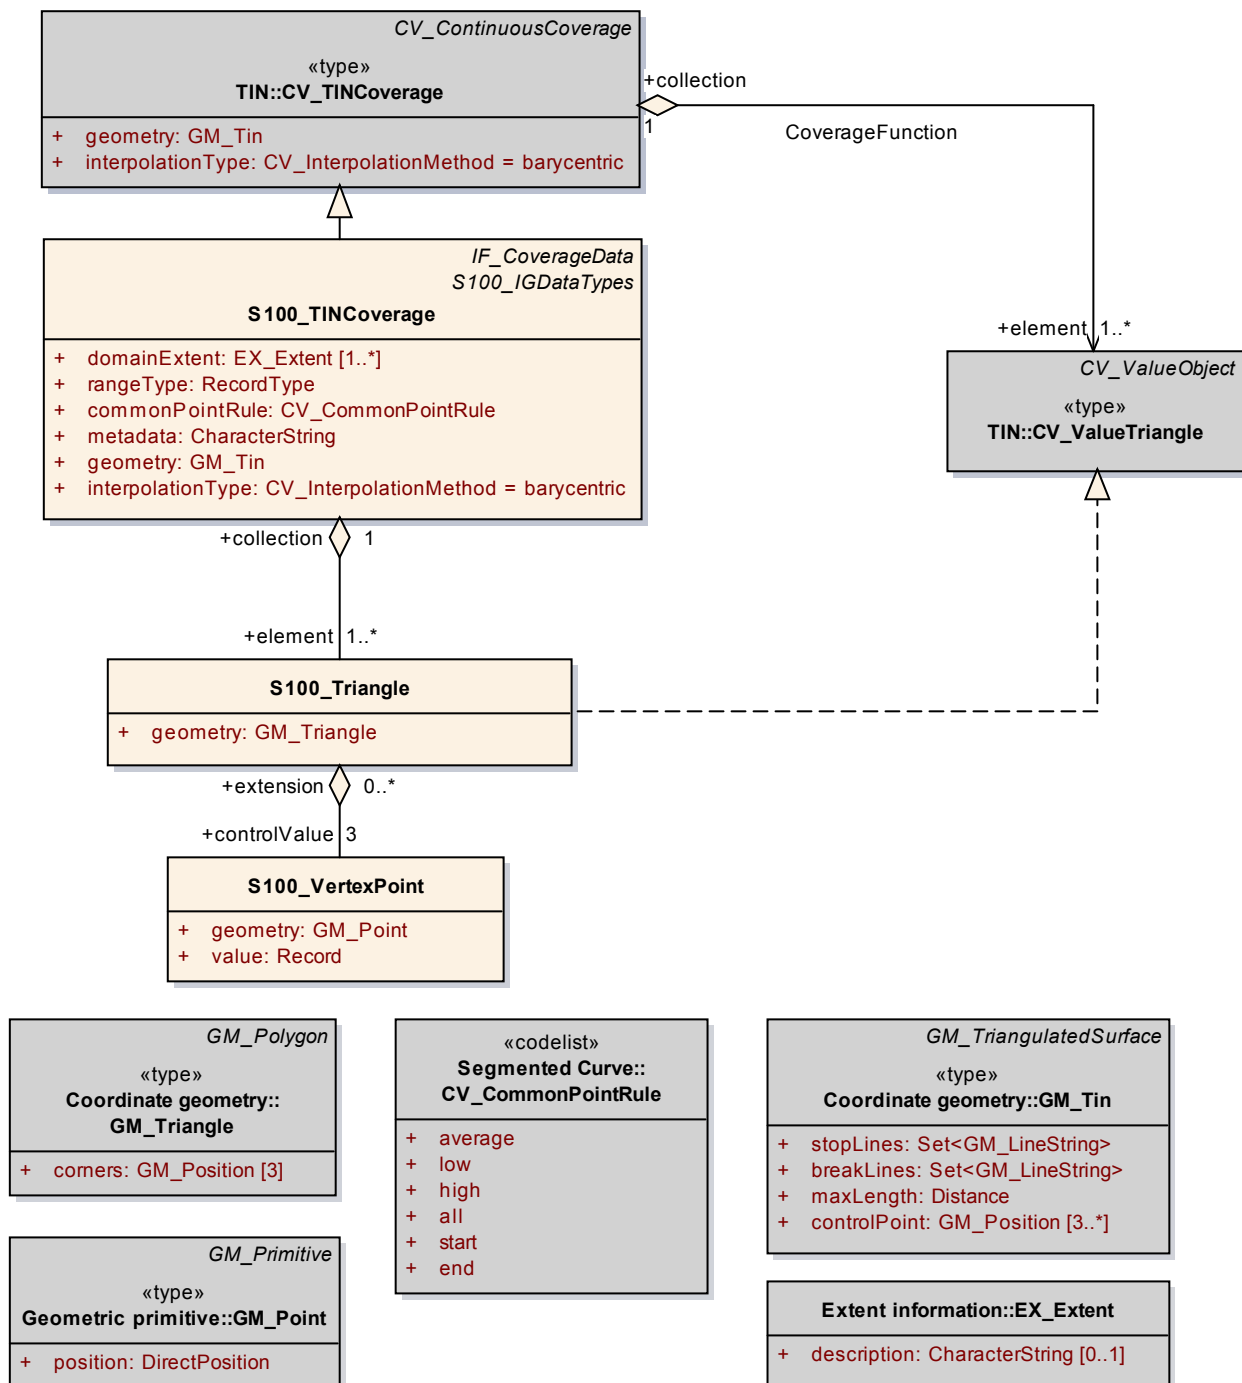 CV_ContinuousCoverage
«type»
TIN::CV_TINCoverage
+ geometry: GM_Tin
+ interpolationType: CV_InterpolationMethod = barycentric
+collection
1
CoverageFunction
+element 1..*
CV_ValueObject
«type»
TIN::CV_ValueTriangle
IF_CoverageData
S100_IGDataTypes
S100_TINCoverage
+ domainExtent: EX_Extent [1..*]
+ rangeType: RecordType
+ commonPointRule: CV_CommonPointRule
+ metadata: CharacterString
+ geometry: GM_Tin
+ interpolationType: CV_InterpolationMethod = barycentric
+collection 1
+element 1..*
S100_Triangle
+ geometry: GM_Triangle
+extension 0..*
+controlValue 3
S100_VertexPoint
+ geometry: GM_Point
+ value: Record
GM_Polygon
«type»
Coordinate geometry::
GM_Triangle
+ corners: GM_Position [3]
«codelist»
Segmented Curve::
CV_CommonPointRule
+ average
+ low
+ high
+ all
+ start
+ end
GM_TriangulatedSurface
«type»
Coordinate geometry::GM_Tin
+ stopLines: Set<GM_LineString>
+ breakLines: Set<GM_LineString>
+ maxLength: Distance
+ controlPoint: GM_Position [3..*]
GM_Primitive
«type»
Geometric primitive::GM_Point
+ position: DirectPosition
Extent information::EX_Extent
+ description: CharacterString [0..1]